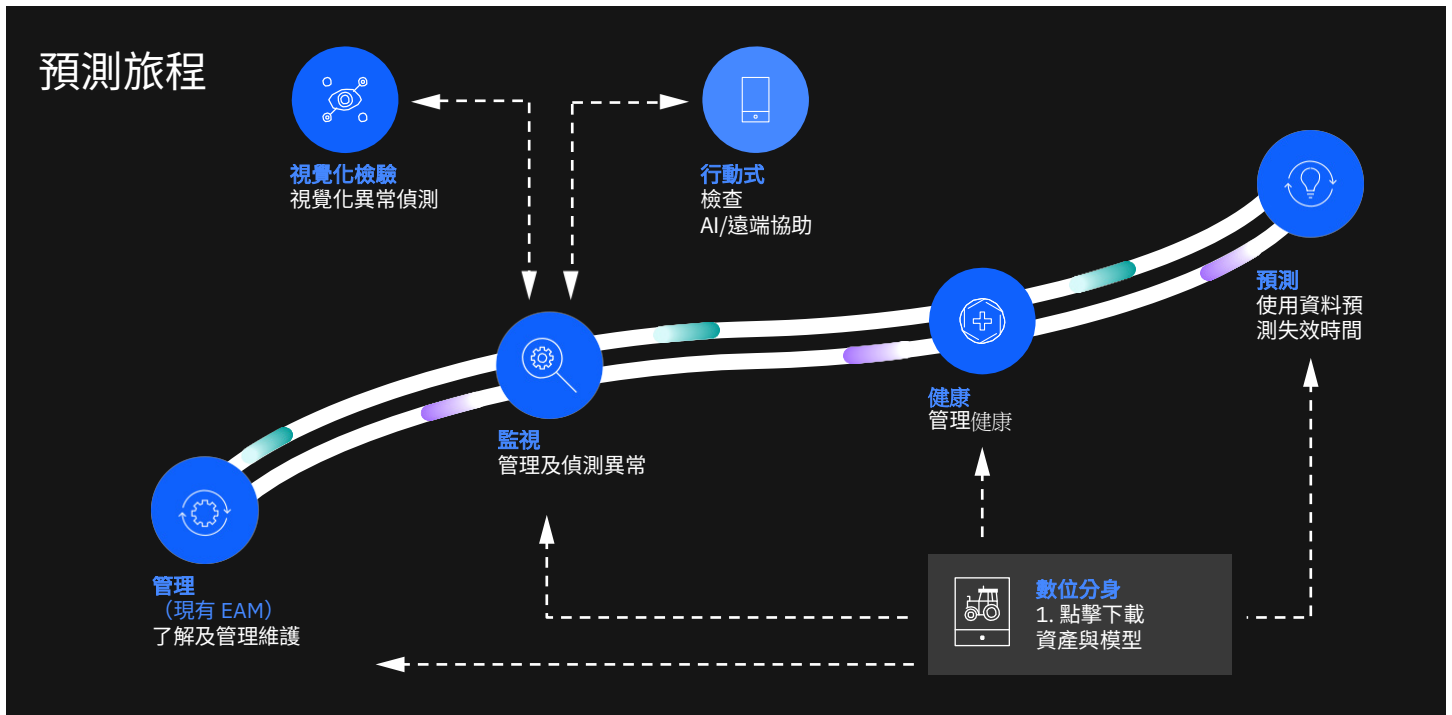 預測旅程
視覺化檢驗
視覺化異常偵測
行動式
檢查
AI/遠端協助
預測
使用資料預
測失效時間
健康
管理健康
監視
管理及偵測異常
管理
（現有 EAM）
了解及管理維護
數位分身
1. 點擊下載
資產與模型